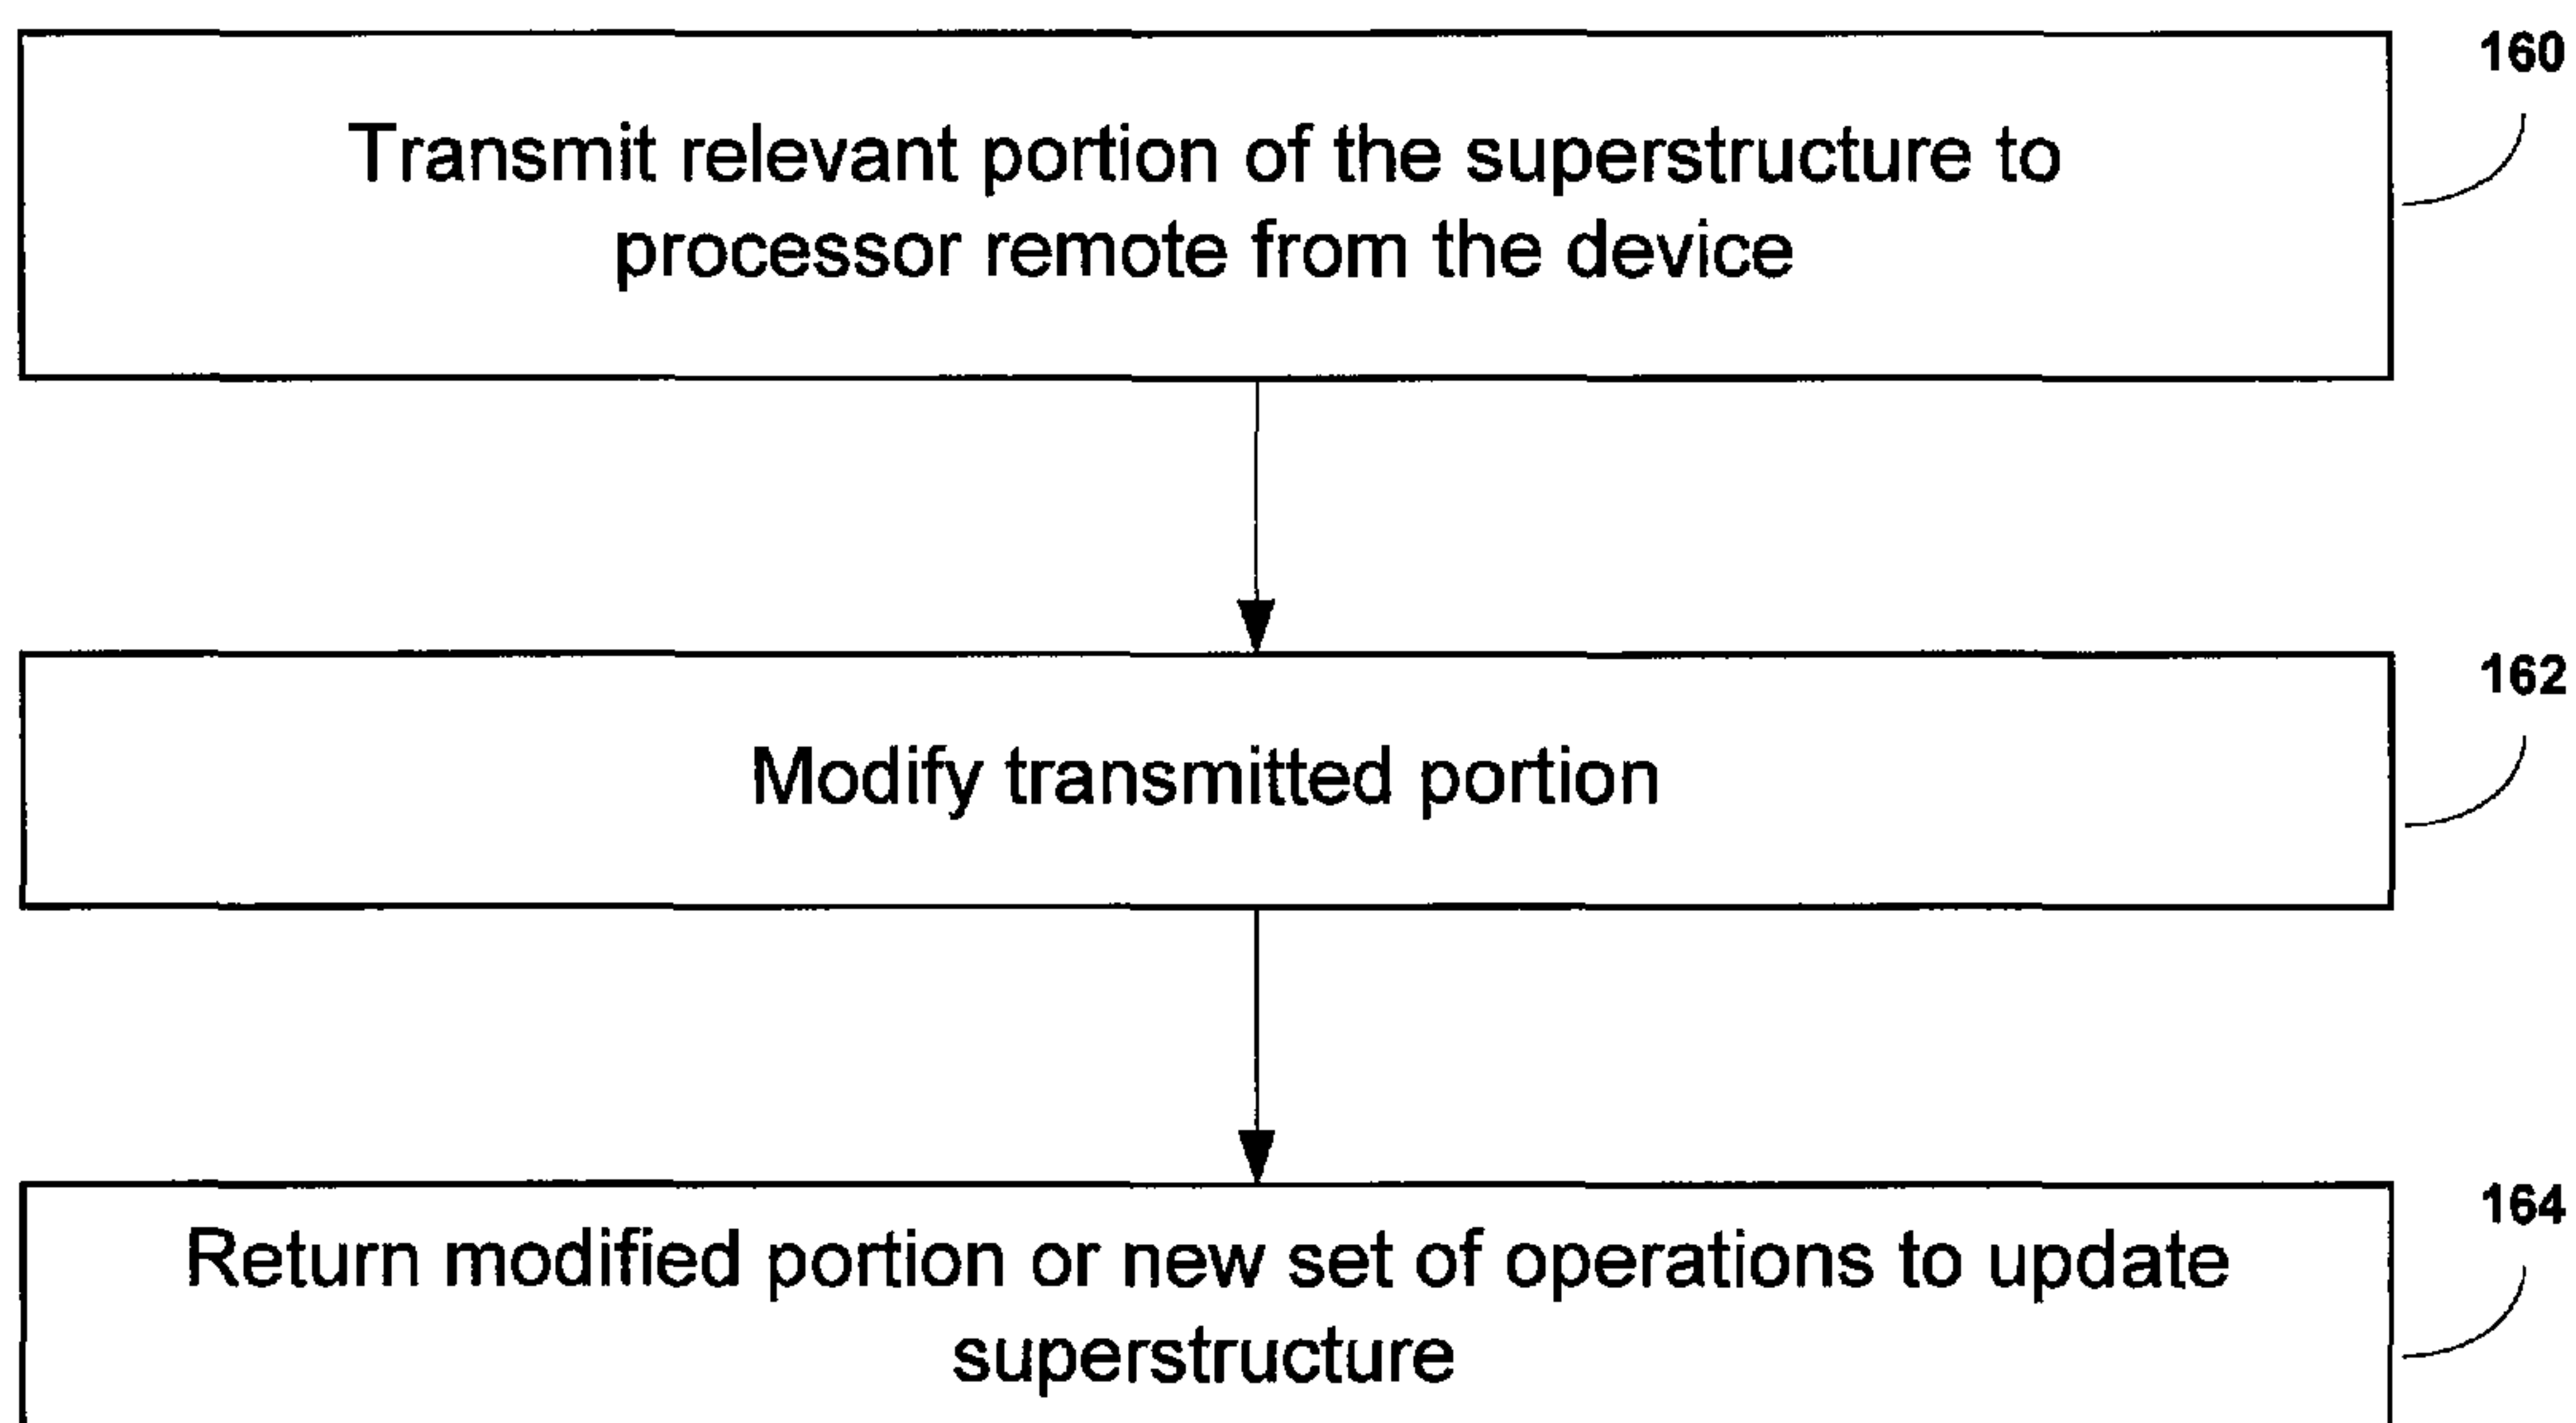 160
Transmit relevant portion of the superstructure to
processor remote from the device
162
Modify transmitted portion
164
Return modified portion or new set of operations to update
superstructure